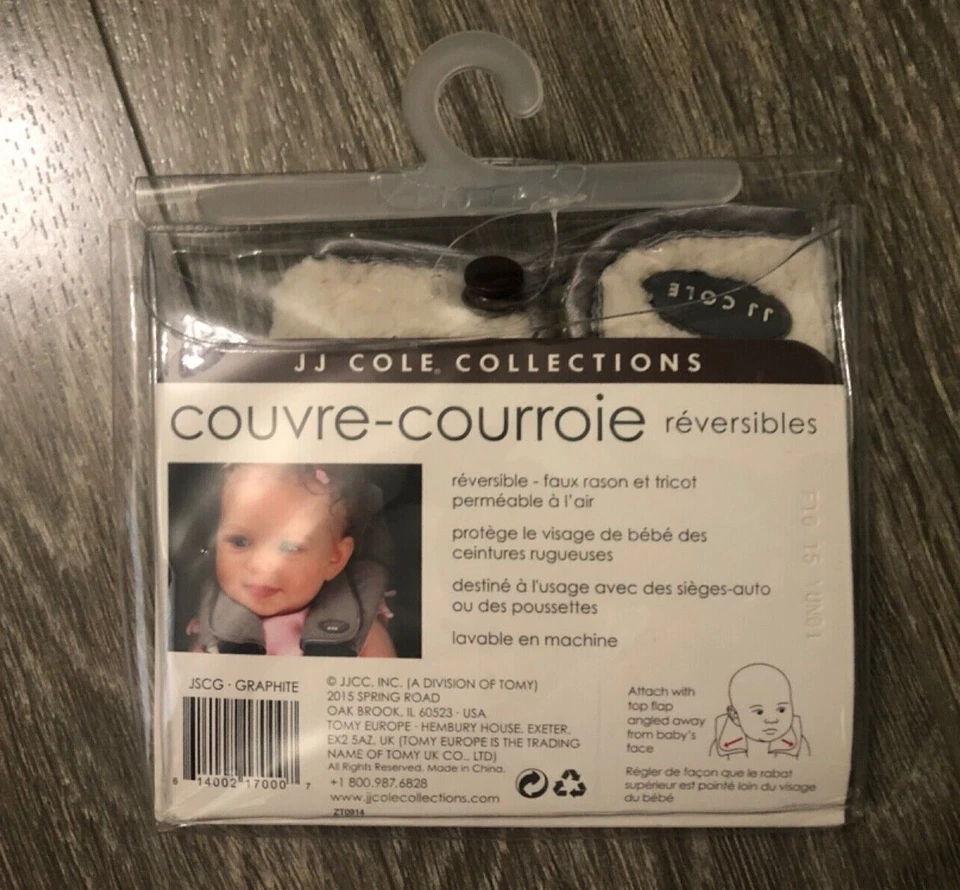 JJ COLE
JJ COLE® COLLECTIONS
couvre-courroie réversibles
réversible - faux rason et tricot
perméable à l'air
protège le visage de bébé des
ceintures rugueuses
destiné à l'usage avec des sièges-auto
ou des poussettes
lavable en machine
JSCG · GRAPHITE
6 14002 17000 7
© JJCC, INC. (A DIVISION OF TOMY)
2015 SPRING ROAD
OAK BROOK, IL 60523 · USA
TOMY EUROPE · HEMBURY HOUSE, EXETER,
EX2 5AZ, UK (TOMY EUROPE IS THE TRADING
NAME OF TOMY UK CO., LTD)
All Rights Reserved. Made in China.
+1 800.987.6828
www.jjcolecollections.com
ZT0914
Attach with
top flap
angled away
from baby's
face
Régler de façon que le rabat
supérieur est pointé loin du visage
du bébé